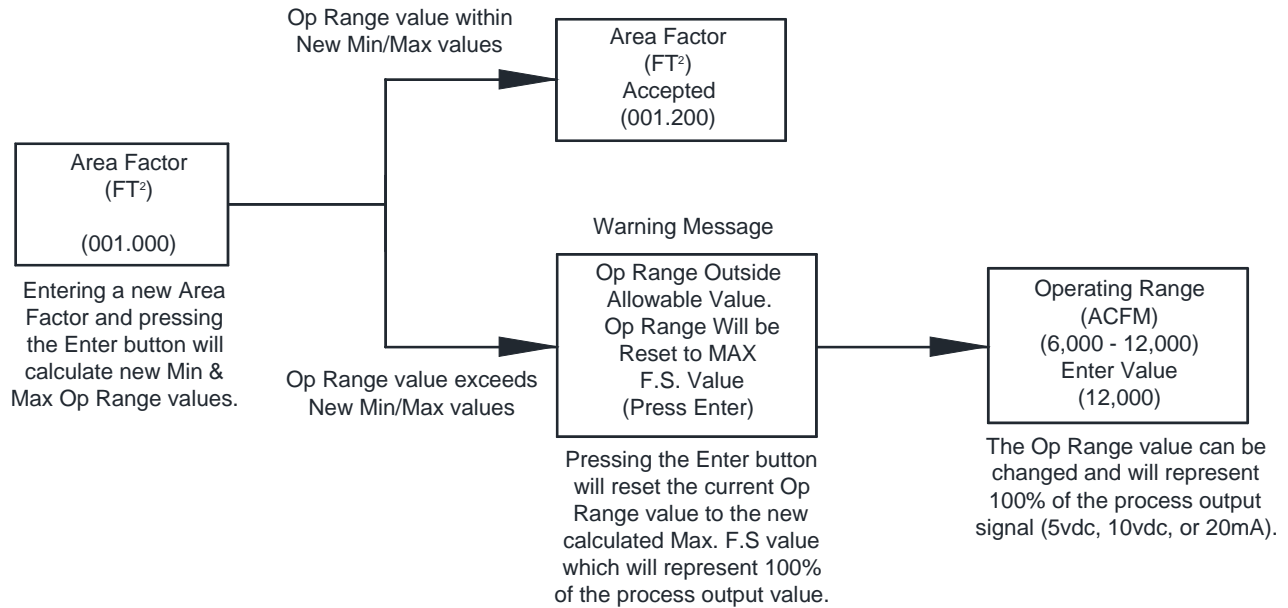 Op Range value within
New Min/Max values
Area Factor
(FT²)
Accepted
(001.200)
Area Factor
(FT²)
(001.000)
Entering a new Area
Factor and pressing
the Enter button will
calculate new Min &
Max Op Range values.
Op Range value exceeds
New Min/Max values
Warning Message
Op Range Outside
Allowable Value.
Op Range Will be
Reset to MAX
F.S. Value
(Press Enter)
Pressing the Enter button
will reset the current Op
Range value to the new
calculated Max. F.S value
which will represent 100%
of the process output value.
Operating Range
(ACFM)
(6,000 - 12,000)
Enter Value
(12,000)
The Op Range value can be
changed and will represent
100% of the process output
signal (5vdc, 10vdc, or 20mA).